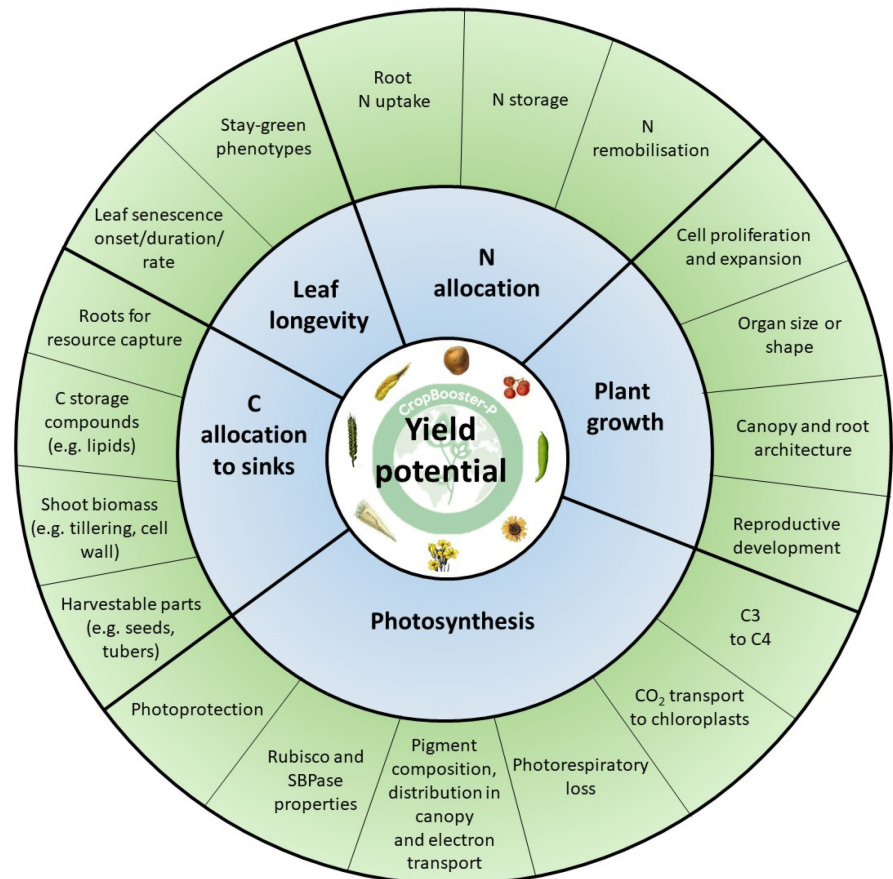 Root
N uptake
N storage
N
remobilisation
Cell proliferation
and expansion
Organ size or
shape
Canopy and root
architecture
Reproductive
development
C3
to C4
CO₂ transport
to chloroplasts
Photorespiratory
loss
Pigment
composition,
distribution in
canopy
and electron
transport
Rubisco and
SBPase
properties
Photoprotection
Harvestable parts
(e.g. seeds,
tubers)
Shoot biomass
(e.g. tillering, cell
wall)
C storage
compounds
(e.g. lipids)
Roots for
resource capture
Leaf senescence
onset/duration/
rate
Stay-green
phenotypes
N
allocation
Plant
growth
Photosynthesis
C
allocation
to sinks
Leaf
longevity
CropBooster-P
Yield
potential